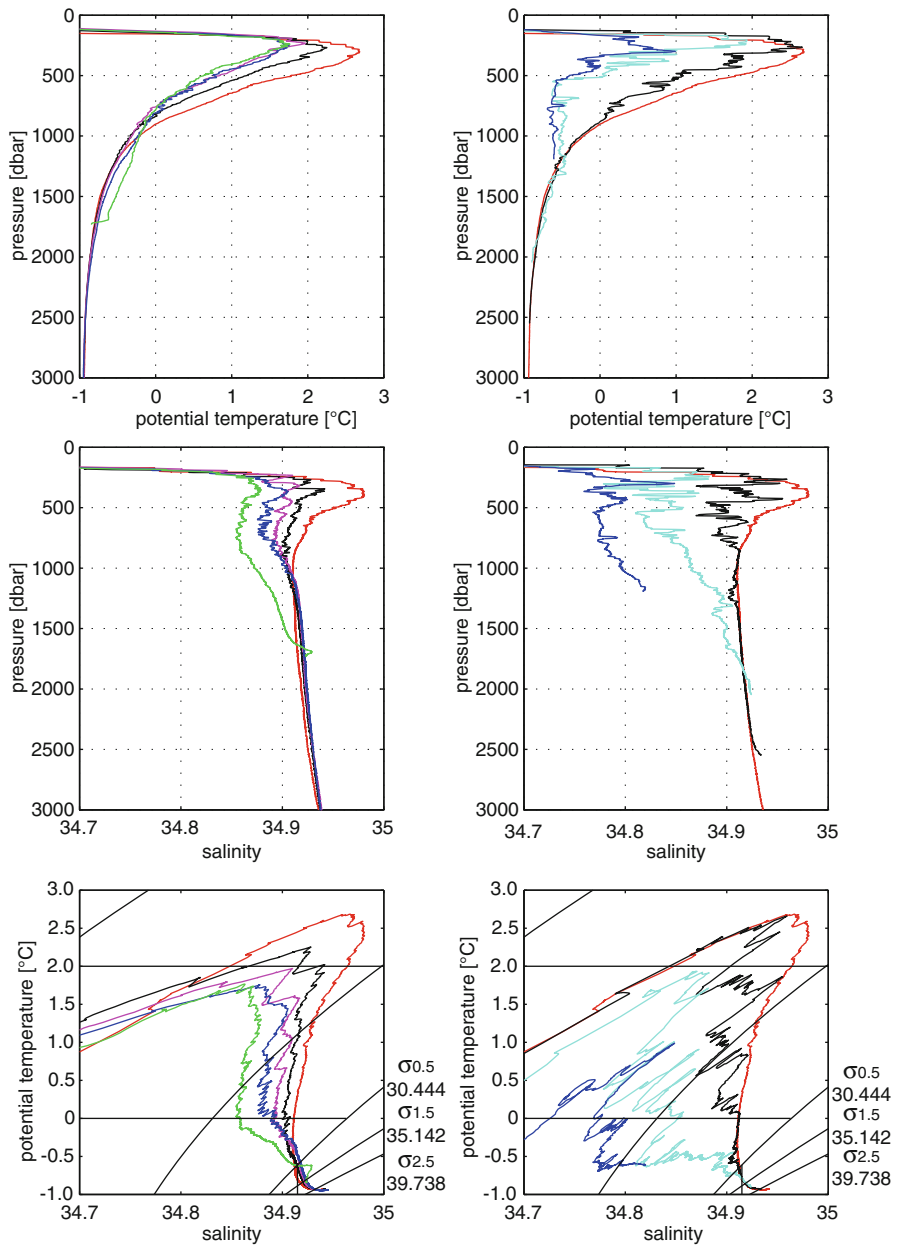 0
500
1000
1500
2000
2500
3000
pressure [dbar]
-1 0 1 2 3
potential temperature [°C]
0
500
1000
1500
2000
2500
3000
pressure [dbar]
-1 0 1 2 3
potential temperature [°C]
0
500
1000
1500
2000
2500
3000
pressure [dbar]
34.7 34.8 34.9 35
salinity
0
500
1000
1500
2000
2500
3000
pressure [dbar]
34.7 34.8 34.9 35
salinity
3.0
2.5
2.0
1.5
1.0
0.5
0
-0.5
-1.0
potential temperature [°C]
34.7 34.8 34.9 35
salinity
σ0.5
30.444
σ1.5
35.142
σ2.5
39.738
3.0
2.5
2.0
1.5
1.0
0.5
0
-0.5
-1.0
potential temperature [°C]
34.7 34.8 34.9 35
salinity
σ0.5
30.444
σ1.5
35.142
σ2.5
39.738